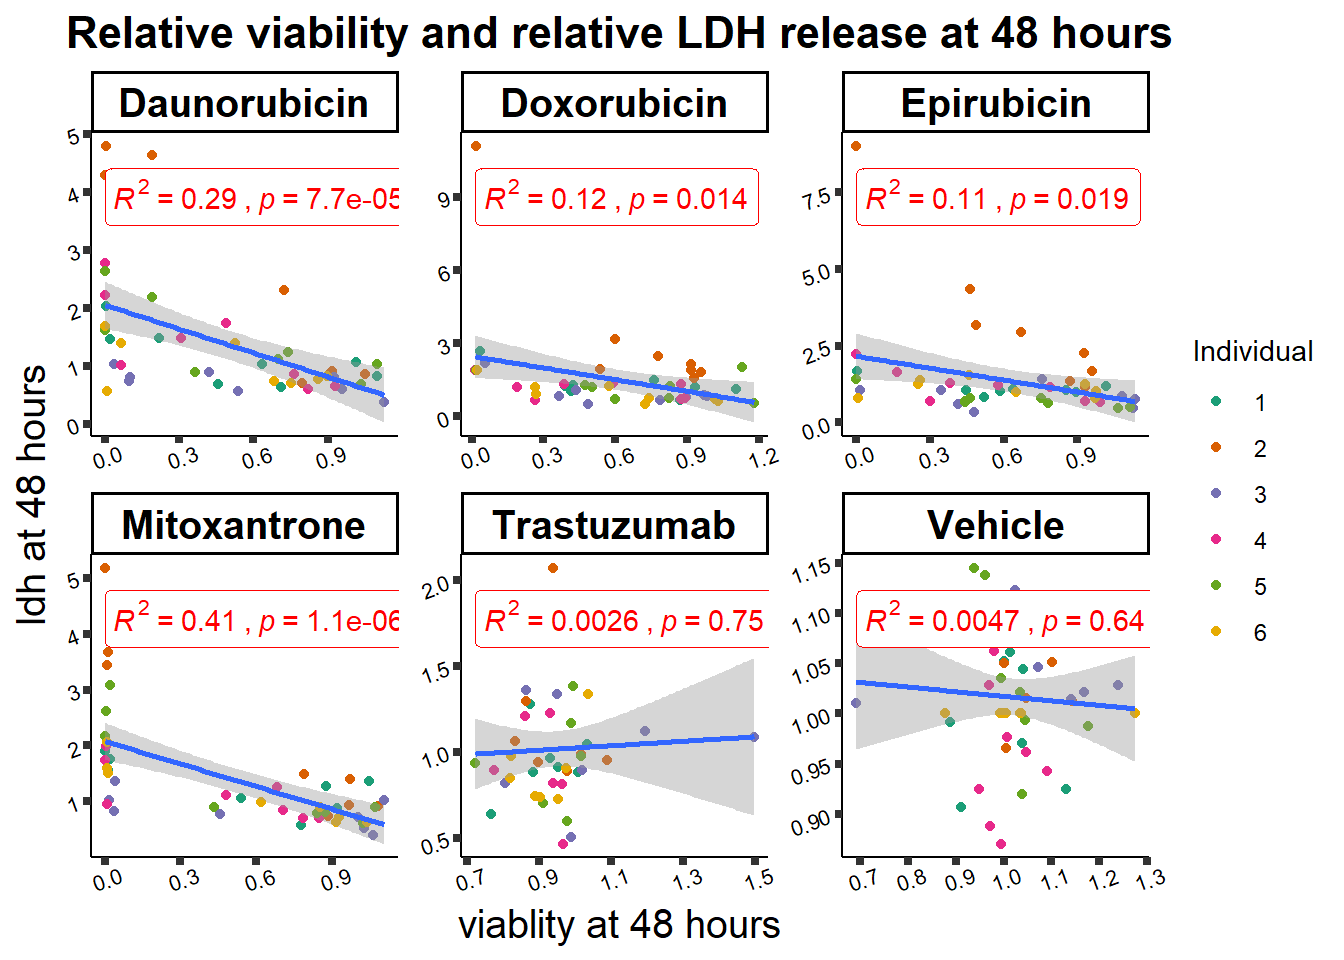 Relative viability and relative LDH release at 48 hours
Daunorubicin
Doxorubicin
Epirubicin
R² = 0.29 , p = 7.7e-05
R² = 0.12 , p = 0.014
R² = 0.11 , p = 0.019
5
4
3
2
1
0
9
6
3
0
7.5
5.0
2.5
0.0
0.0 0.3 0.6 0.9
0.0 0.3 0.6 0.9 1.2
0.0 0.3 0.6 0.9
Mitoxantrone
Trastuzumab
Vehicle
R² = 0.41 , p = 1.1e-06
R² = 0.0026 , p = 0.75
R² = 0.0047 , p = 0.64
5
4
3
2
1
2.0
1.5
1.0
0.5
1.15
1.10
1.05
1.00
0.95
0.90
0.0 0.3 0.6 0.9
0.7 0.9 1.1 1.3 1.5
0.7 0.8 0.9 1.0 1.1 1.2 1.3
ldh at 48 hours
viablity at 48 hours
Individual
1
2
3
4
5
6